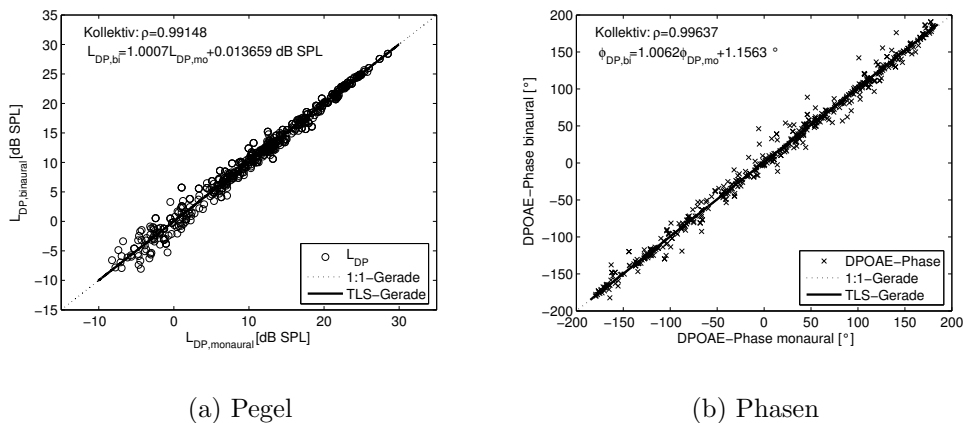 Kollektiv: ρ=0.99148
L_DP,bi=1.0007L_DP,mo+0.013659 dB SPL
35
30
25
20
15
10
5
0
−5
−10
−15
L_DP,binaural[dB SPL]
L_DP
1:1−Gerade
TLS−Gerade
−10 0 10 20 30
L_DP,monaural[dB SPL]
(a) Pegel
Kollektiv: ρ=0.99637
ϕ_DP,bi=1.0062ϕ_DP,mo+1.1563 °
200
150
100
50
0
−50
−100
−150
−200
DPOAE−Phase binaural [°]
DPOAE−Phase
1:1−Gerade
TLS−Gerade
−200 −150 −100 −50 0 50 100 150 200
DPOAE−Phase monaural [°]
(b) Phasen